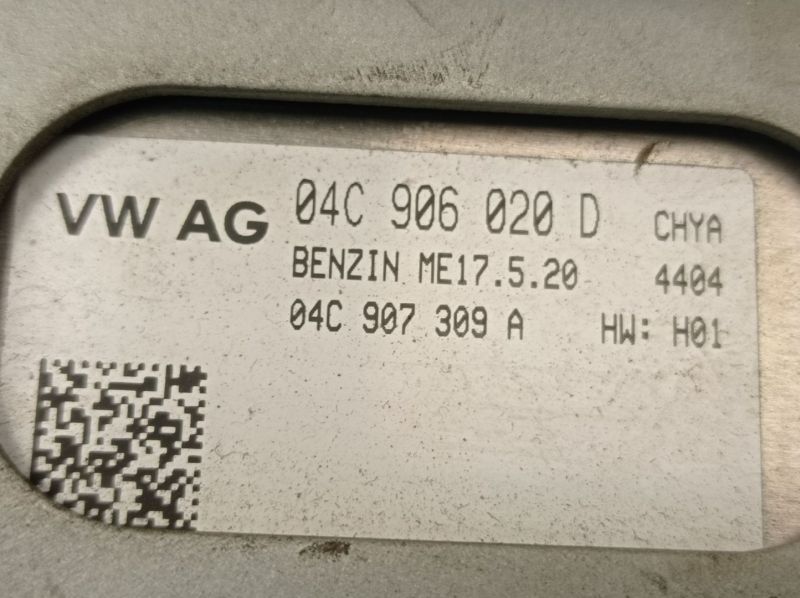 VW AG 04C 906 020 D CHYA
BENZIN ME17.5.20 4404
04C 907 309 A HW: H01